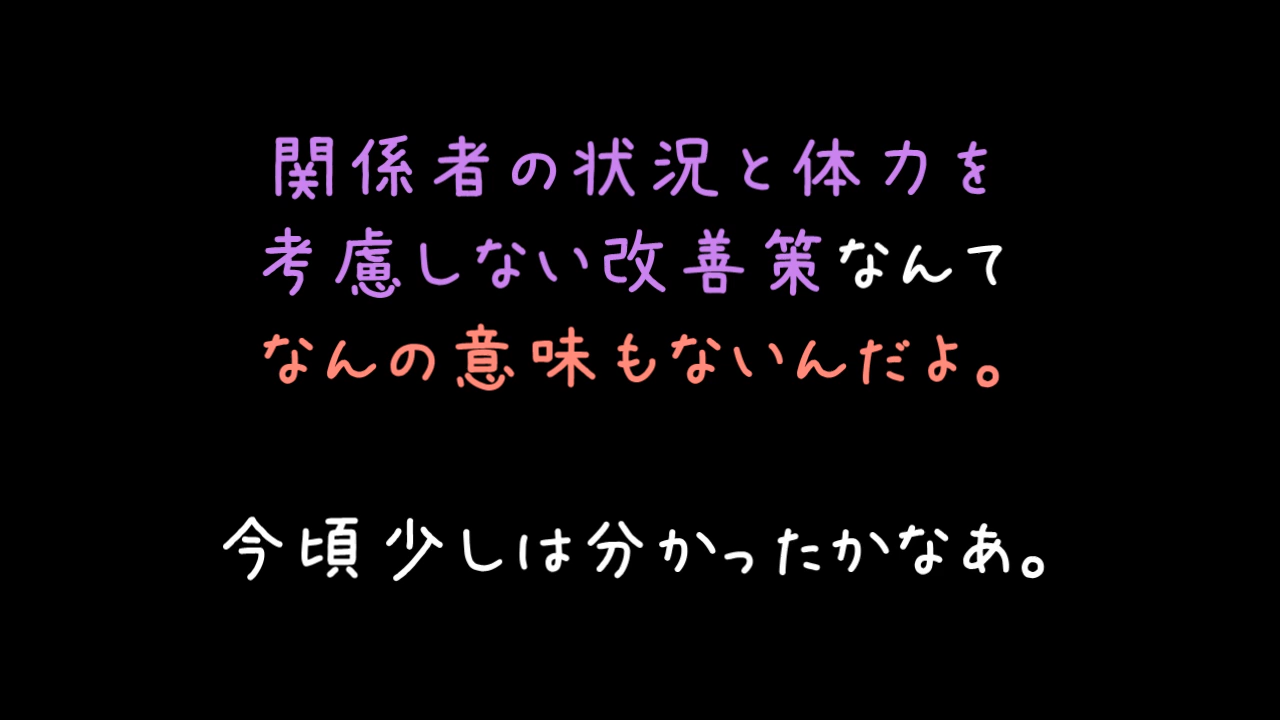 関係者の状況と体力を
考慮しない改善策なんて
なんの意味もないんだよ。
今頃少しは分かったかなあ。